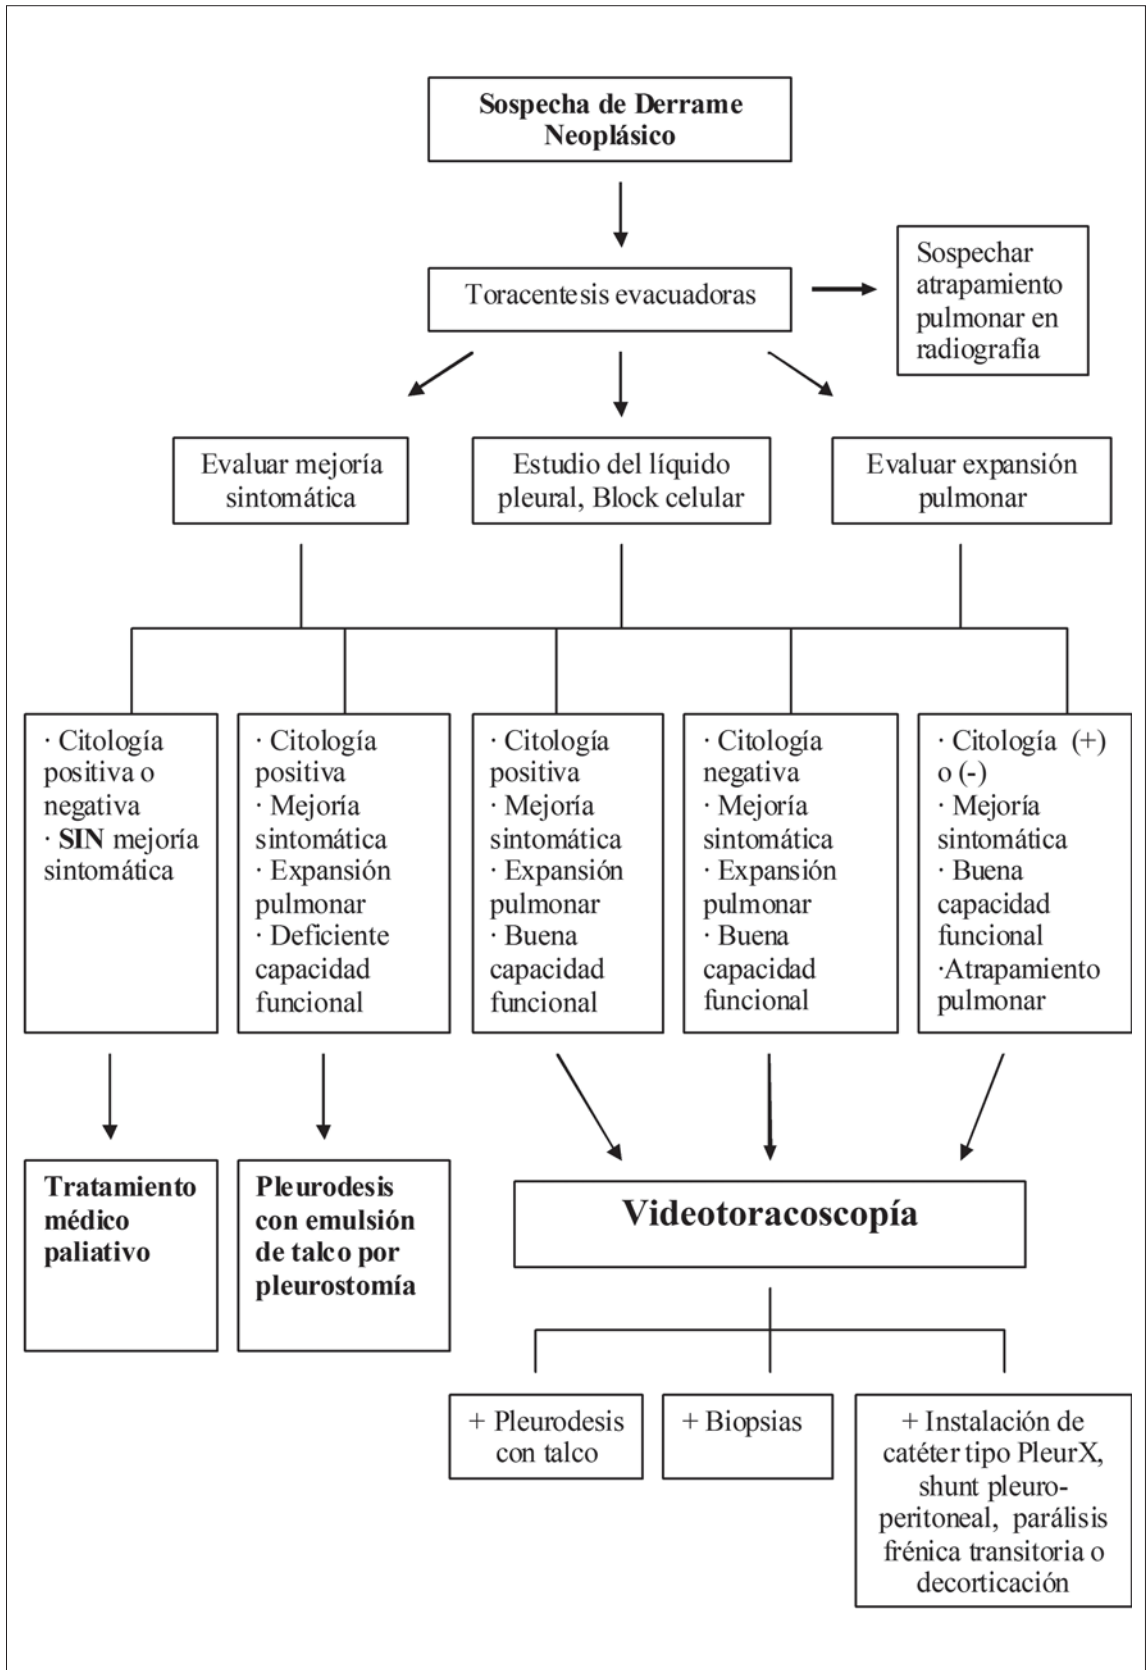 Sospecha de Derrame
Neoplásico
Toracentesis evacuadoras
Sospechar
atrapamiento
pulmonar en
radiografía
Evaluar mejoría
sintomática
Estudio del líquido
pleural, Block celular
Evaluar expansión
pulmonar
· Citología
positiva o
negativa
· SIN mejoría
sintomática
· Citología
positiva
· Mejoría
sintomática
· Expansión
pulmonar
· Deficiente
capacidad
funcional
· Citología
positiva
· Mejoría
sintomática
· Expansión
pulmonar
· Buena
capacidad
funcional
· Citología
negativa
· Mejoría
sintomática
· Expansión
pulmonar
· Buena
capacidad
funcional
· Citología (+)
o (-)
· Mejoría
sintomática
· Buena
capacidad
funcional
·Atrapamiento
pulmonar
Tratamiento
médico
paliativo
Pleurodesis
con emulsión
de talco por
pleurostomía
Videotoracoscopía
+ Pleurodesis
con talco
+ Biopsias
+ Instalación de
catéter tipo PleurX,
shunt pleuro-
peritoneal, parálisis
frénica transitoria o
decorticación